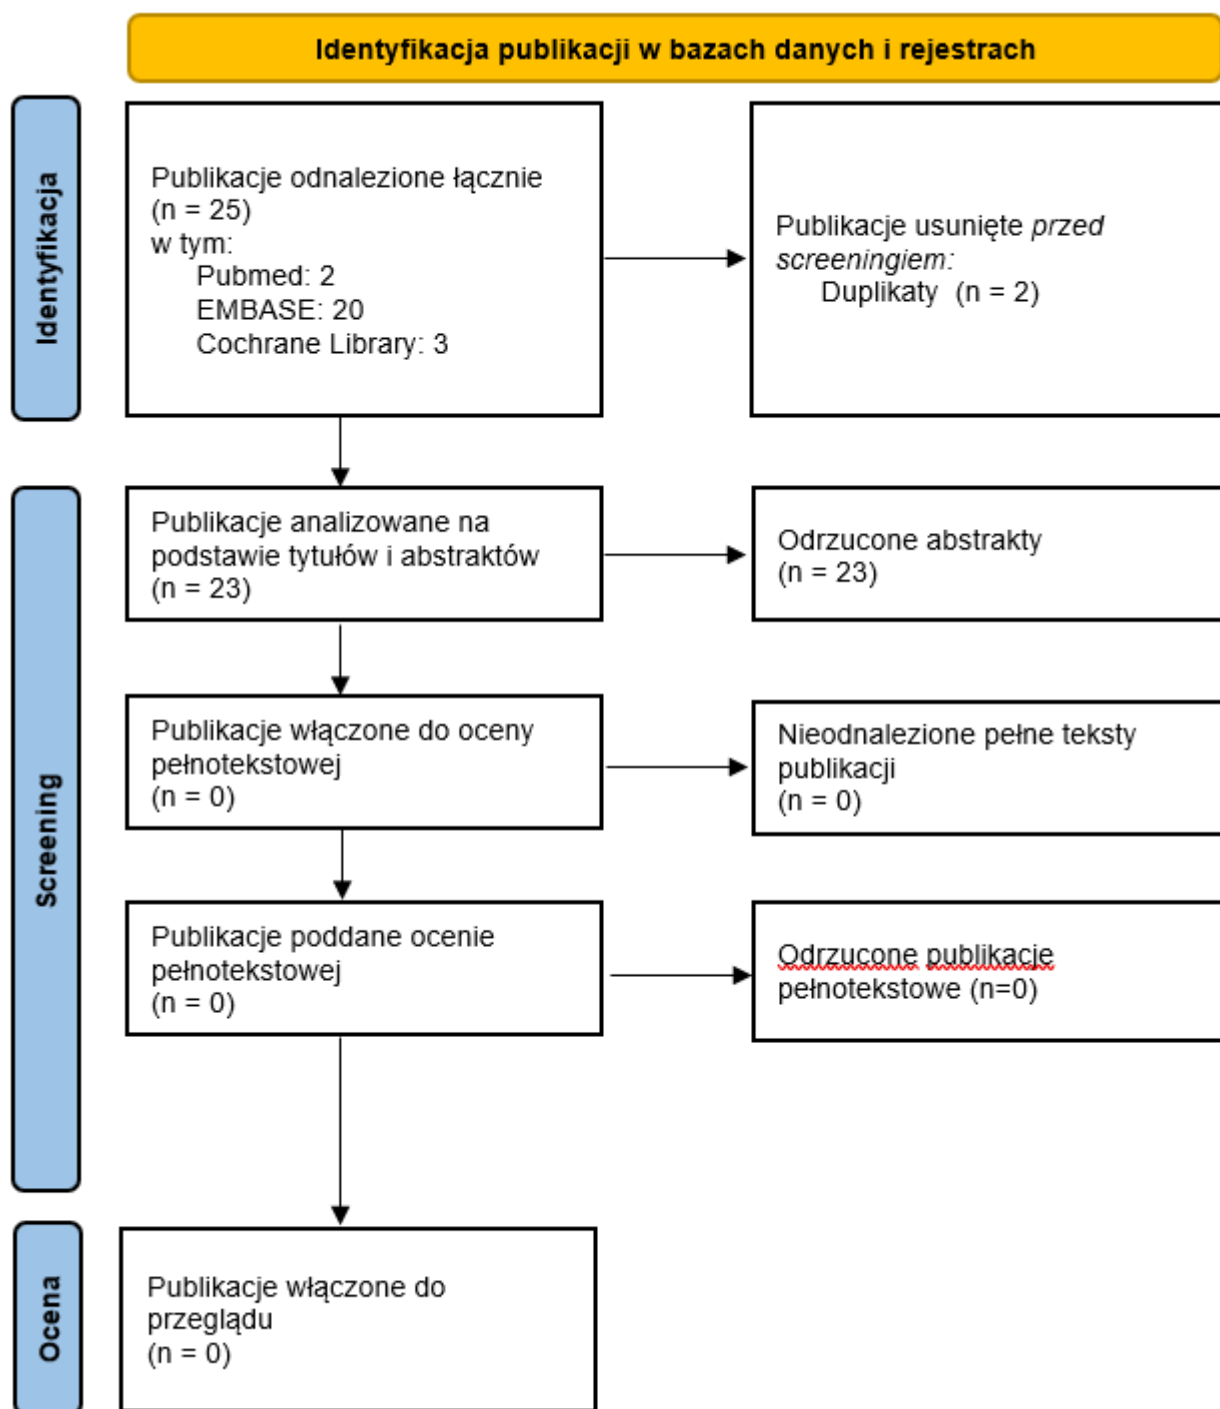 Identyfikacja publikacji w bazach danych i rejestrach
Identyfikacja
Publikacje odnalezione łącznie
(n = 25)
w tym:
Pubmed: 2
EMBASE: 20
Cochrane Library: 3
Publikacje usunięte przed
screeningiem:
Duplikaty  (n = 2)
Screening
Publikacje analizowane na
podstawie tytułów i abstraktów
(n = 23)
Odrzucone abstrakty
(n = 23)
Publikacje włączone do oceny
pełnotekstowej
(n = 0)
Nieodnalezione pełne teksty
publikacji
(n = 0)
Publikacje poddane ocenie
pełnotekstowej
(n = 0)
Odrzucone publikacje
pełnotekstowe (n=0)
Ocena
Publikacje włączone do
przeglądu
(n = 0)